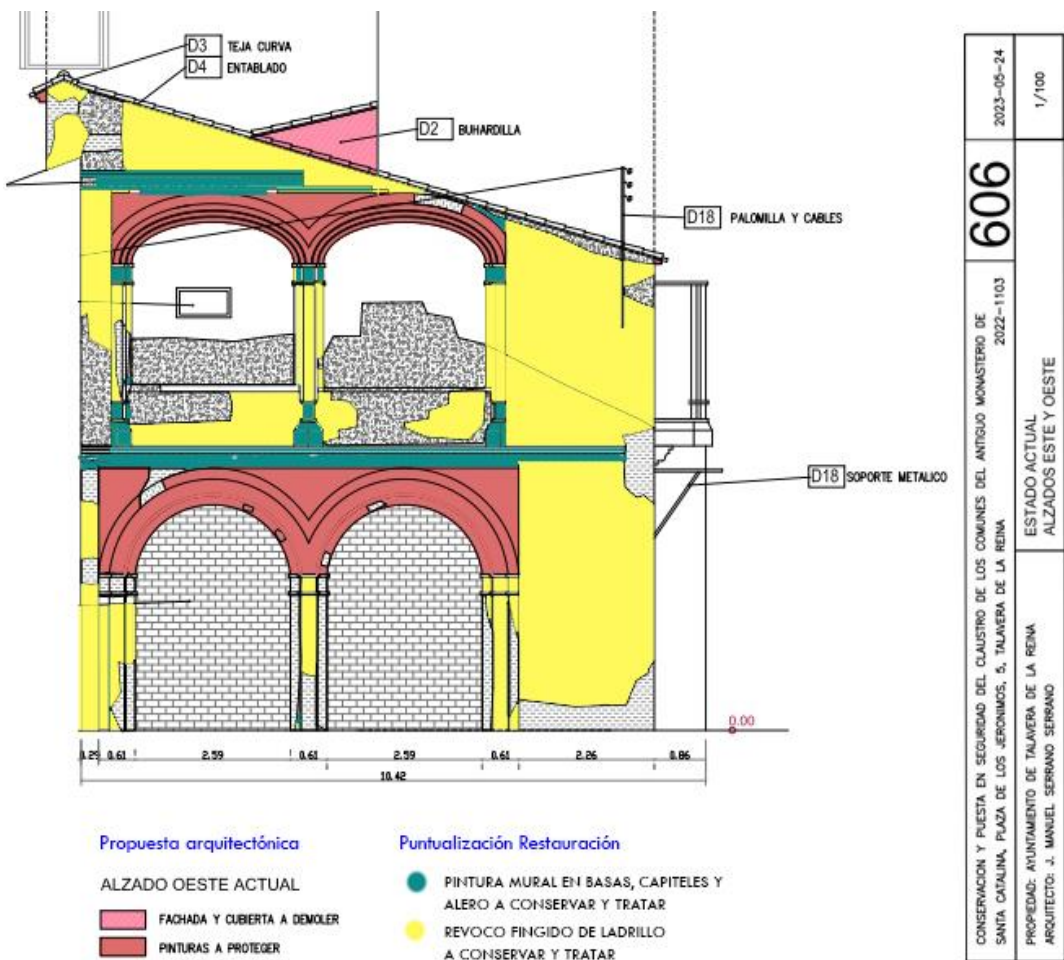 D3 TEJA CURVA
D4 ENTABLADO
D2 BUHARDILLA
D18 PALOMILLA Y CABLES
D18 SOPORTE METALICO
0.00
0.29 0.61 2.59 0.61 2.59 0.61 2.26 0.86
10.42
Propuesta arquitectónica
ALZADO OESTE ACTUAL
FACHADA Y CUBIERTA A DEMOLER
PINTURAS A PROTEGER
Puntualización Restauración
PINTURA MURAL EN BASAS, CAPITELES Y
ALERO A CONSERVAR Y TRATAR
REVOCO FINGIDO DE LADRILLO
A CONSERVAR Y TRATAR
CONSERVACION Y PUESTA EN SEGURIDAD DEL CLAUSTRO DE LOS COMUNES DEL ANTIGUO MONASTERIO DE
SANTA CATALINA, PLAZA DE LOS JERONIMOS, 5, TALAVERA DE LA REINA 2022-1103
606
2023-05-24
PROPIEDAD: AYUNTAMIENTO DE TALAVERA DE LA REINA
ARQUITECTO: J. MANUEL SERRANO SERRANO
ESTADO ACTUAL
ALZADOS ESTE Y OESTE
1/100